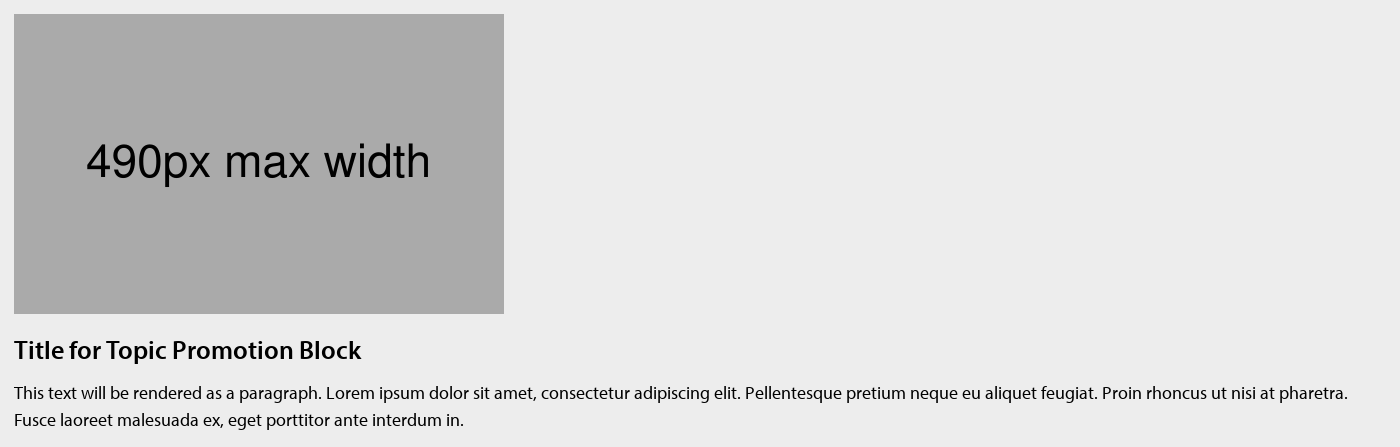 490px max width
Title for Topic Promotion Block
This text will be rendered as a paragraph. Lorem ipsum dolor sit amet, consectetur adipiscing elit. Pellentesque pretium neque eu aliquet feugiat. Proin rhoncus ut nisi at pharetra.
Fusce laoreet malesuada ex, eget porttitor ante interdum in.